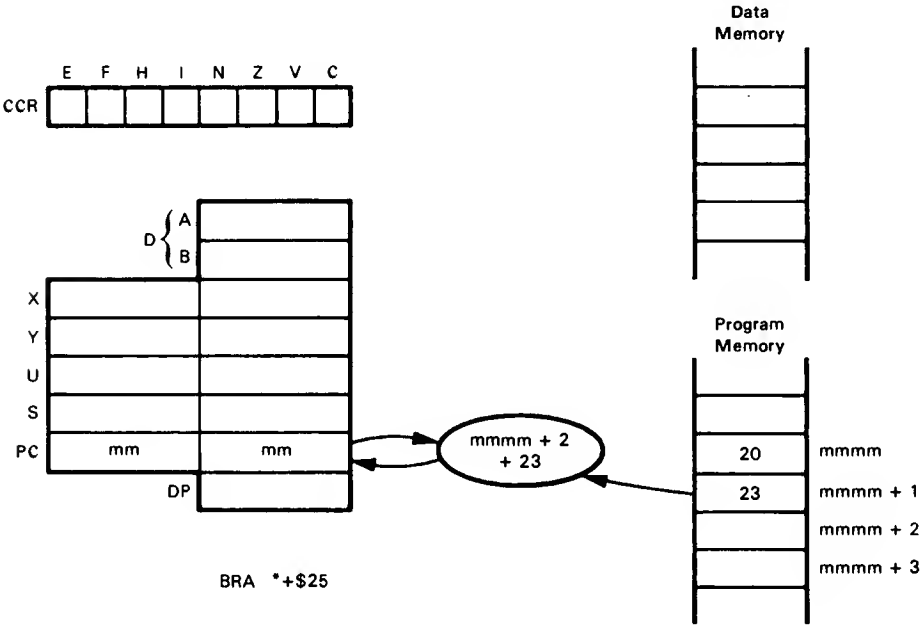 Data
Memory
E F H I N Z V C
CCR
D { A
B
X
Y
U
S
PC mm mm
DP
mmmm + 2
+ 23
Program
Memory
20 mmmm
23 mmmm + 1
mmmm + 2
mmmm + 3
BRA *+$25